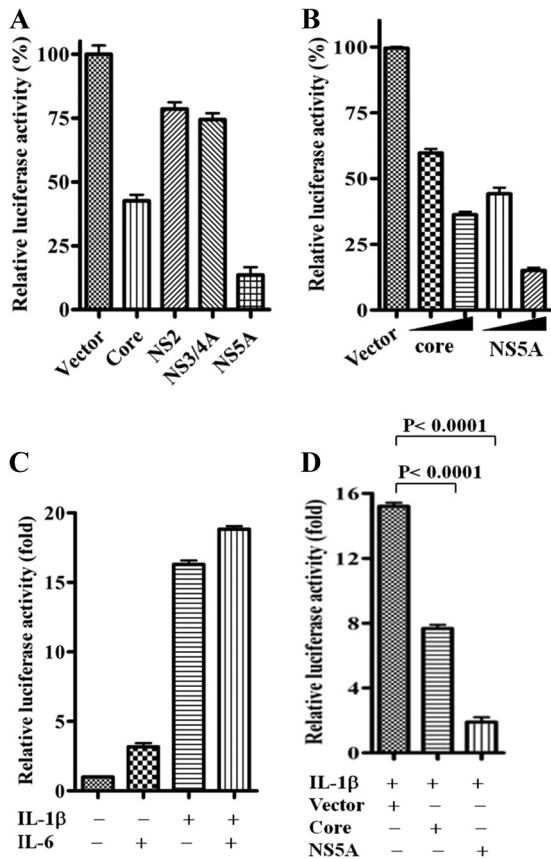 A
Relative luciferase activity (%)
100
75
50
25
0
Vector
Core
NS2
NS3/4A
NS5A
B
Relative luciferase activity (%)
100
75
50
25
0
Vector
core
NS5A
C
Relative luciferase activity (fold)
20
15
10
5
0
IL-1β – – + +
IL-6 – + – +
D
P< 0.0001
P< 0.0001
Relative luciferase activity (fold)
16
12
8
4
0
IL-1β + + +
Vector + – –
Core – + –
NS5A – – +